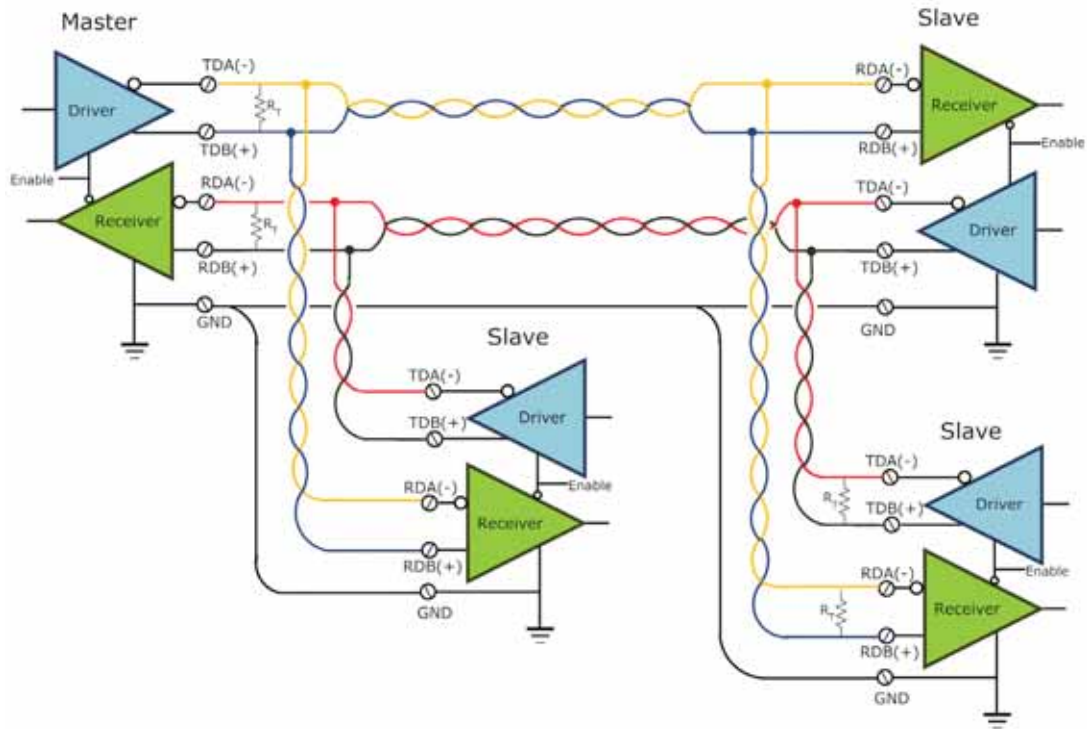 Master
Slave
TDA(-)
Driver
RT
TDB(+)
Enable
RDA(-)
Receiver
RT
RDB(+)
GND
RDA(-)
Receiver
RDB(+)
Enable
TDA(-)
Driver
TDB(+)
GND
Slave
TDA(-)
Driver
TDB(+)
Enable
RDA(-)
Receiver
RDB(+)
GND
Slave
TDA(-)
RT
Driver
TDB(+)
Enable
RDA(-)
RT
Receiver
RDB(+)
GND